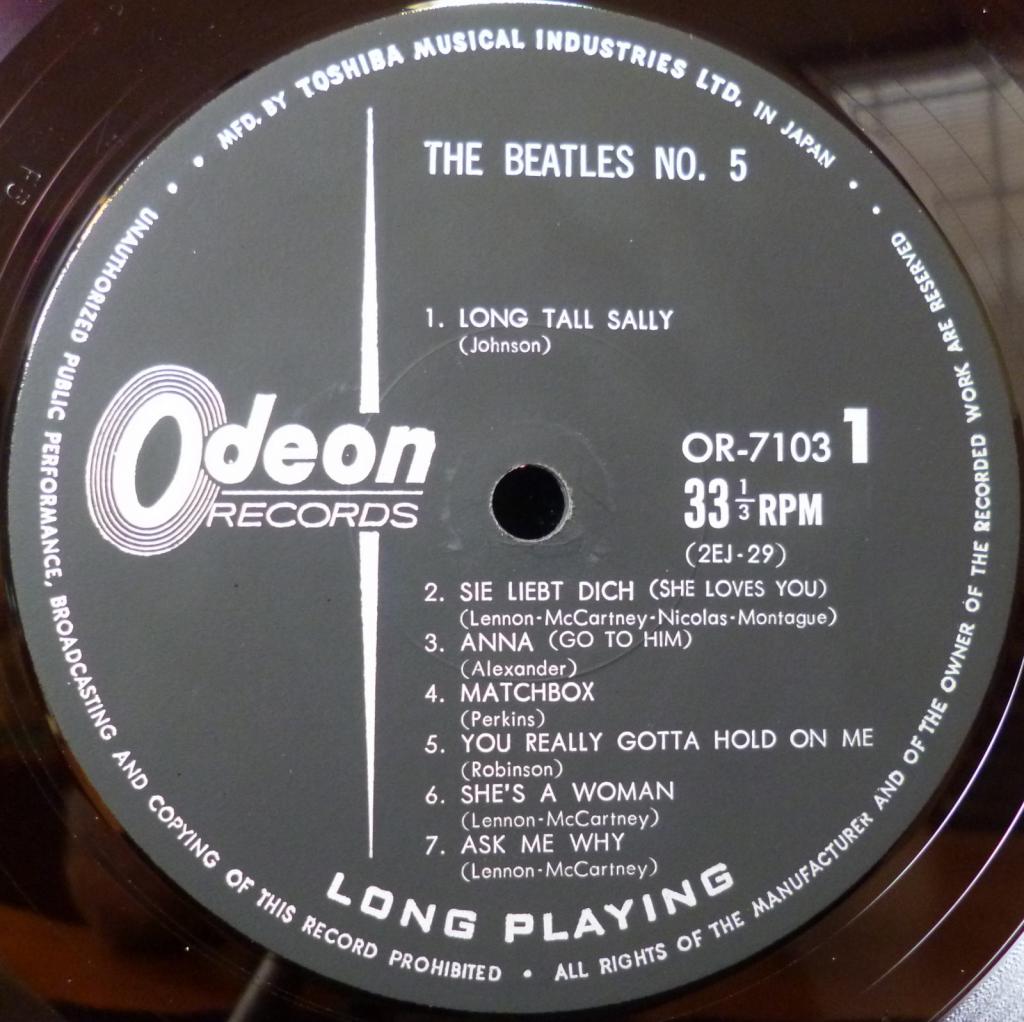 MFD. BY TOSHIBA MUSICAL INDUSTRIES LTD. IN JAPAN
THE BEATLES NO. 5
1. LONG TALL SALLY
(Johnson)
Odeon
RECORDS
OR-7103 1
33 1/3 RPM
(2EJ-29)
2. SIE LIEBT DICH (SHE LOVES YOU)
(Lennon-McCartney-Nicolas-Montague)
3. ANNA (GO TO HIM)
(Alexander)
4. MATCHBOX
(Perkins)
5. YOU REALLY GOTTA HOLD ON ME
(Robinson)
6. SHE'S A WOMAN
(Lennon-McCartney)
7. ASK ME WHY
(Lennon-McCartney)
LONG PLAYING
UNAUTHORIZED PUBLIC PERFORMANCE, BROADCASTING AND COPYING OF THIS RECORD PROHIBITED • ALL RIGHTS OF THE MANUFACTURER AND OF THE OWNER OF THE RECORDED WORK ARE RESERVED